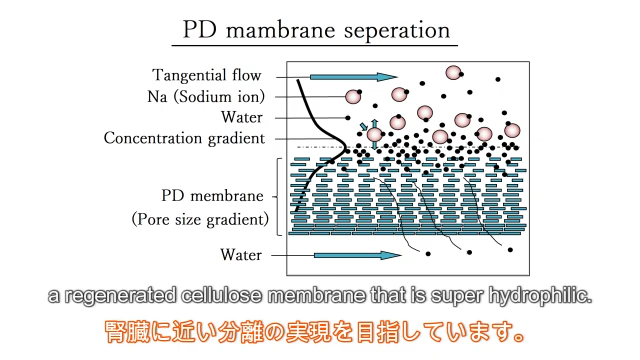 PD mambrane seperation
Tangential flow
Na (Sodium ion)
Water
Concentration gradient
PD membrane
(Pore size gradient)
Water
a regenerated cellulose membrane that is super hydrophilic.
腎臓に近い分離の実現を目指しています。